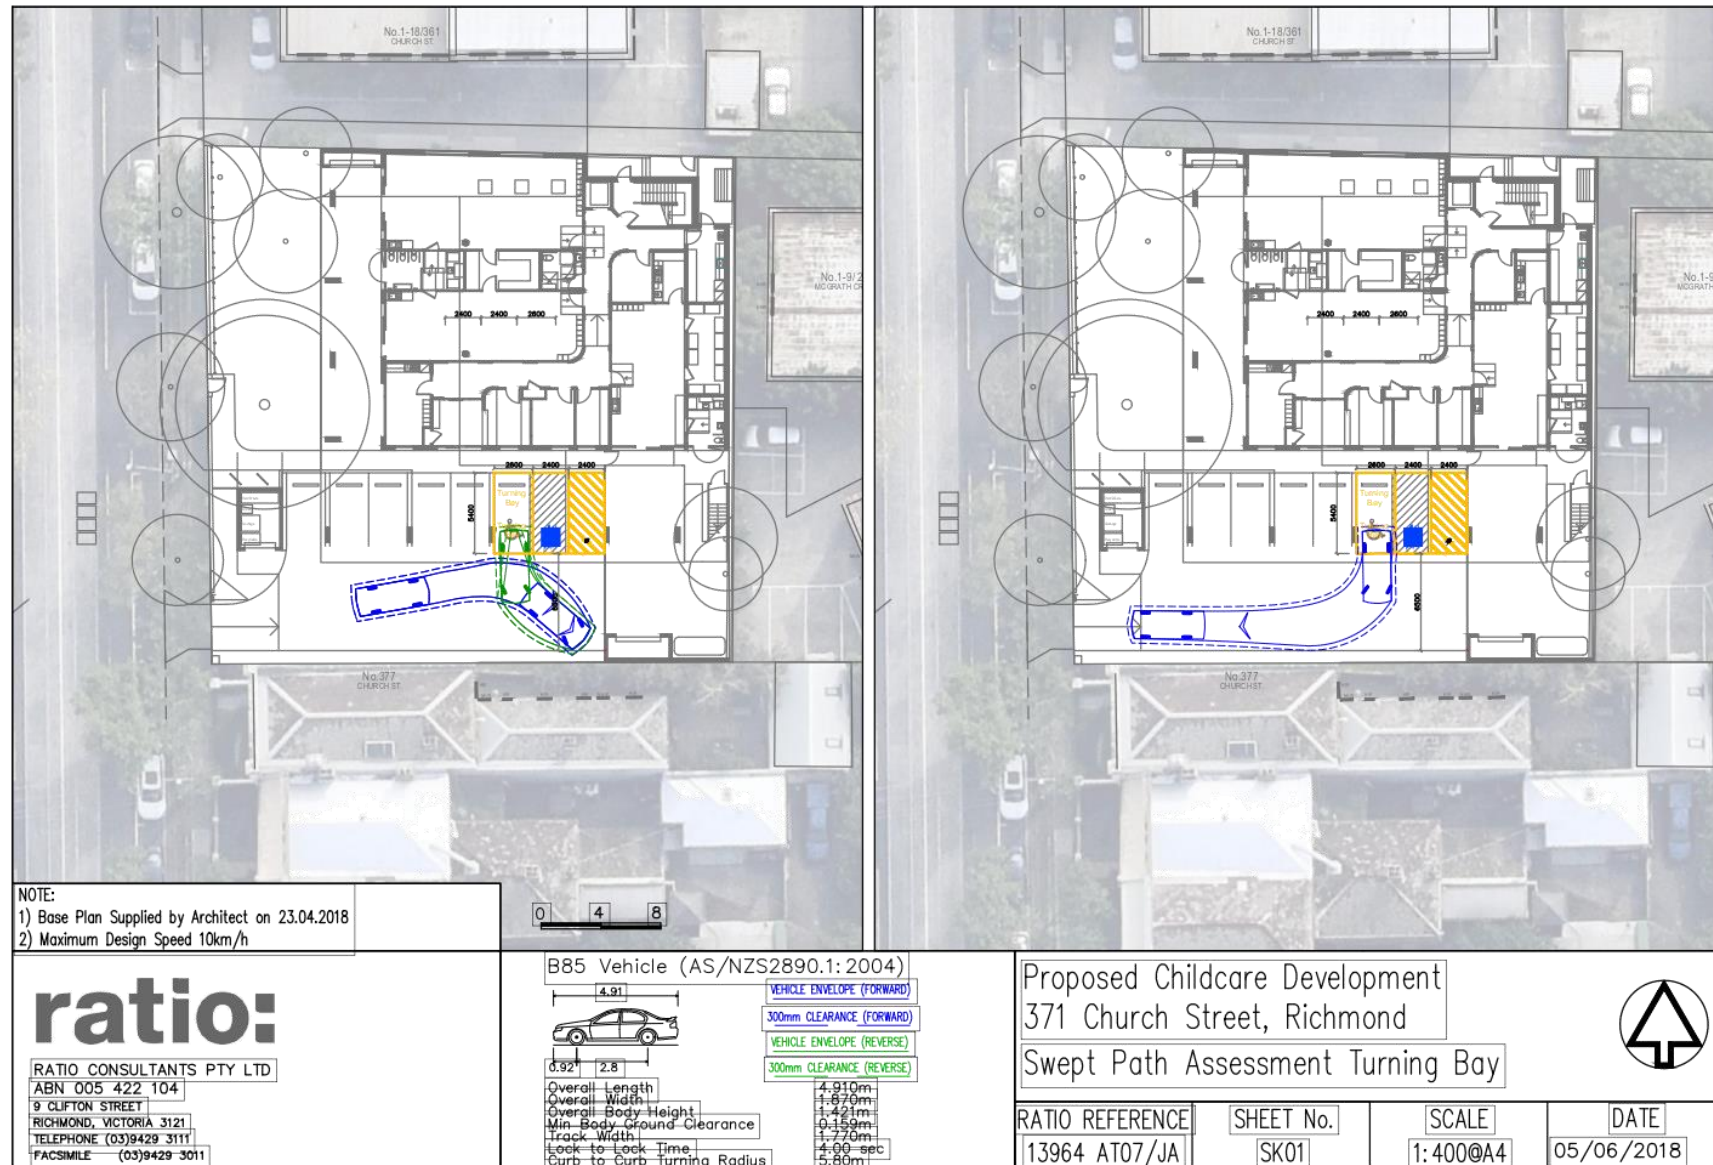 No.1-18/361
CHURCH ST.
No.1-9/2
MCGRATH CR
2400 2400 2600
2600 2400 2400
Turning
Bay
5400
No.377
CHURCH ST.
No.1-18/361
CHURCH ST.
No.1-9
MCGRATH C
2400 2400 2600
2600 2400 2400
Turning
Bay
5400
6500
No.377
CHURCH ST.
NOTE:
1) Base Plan Supplied by Architect on 23.04.2018
2) Maximum Design Speed 10km/h
0 4 8
ratio:
RATIO CONSULTANTS PTY LTD
ABN 005 422 104
9 CLIFTON STREET
RICHMOND, VICTORIA 3121
TELEPHONE (03)9429 3111
FACSIMILE (03)9429 3011
B85 Vehicle (AS/NZS2890.1:2004)
4.91
0.92 2.8
VEHICLE ENVELOPE (FORWARD)
300mm CLEARANCE (FORWARD)
VEHICLE ENVELOPE (REVERSE)
300mm CLEARANCE (REVERSE)
Overall Length 4.910m
Overall Width 1.870m
Overall Body Height 1.421m
Min Body Ground Clearance 0.159m
Track Width 1.770m
Lock to Lock Time 4.00 sec
Curb to Curb Turning Radius 5.80m
Proposed Childcare Development
371 Church Street, Richmond
Swept Path Assessment Turning Bay
RATIO REFERENCE SHEET No. SCALE DATE
13964 AT07/JA SK01 1:400@A4 05/06/2018